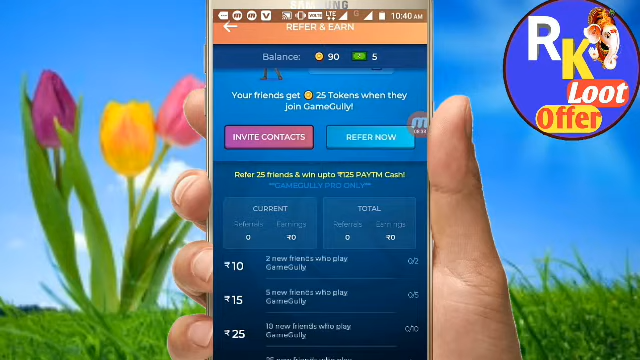 SAMSUNG
VOLTE LTE 10:40 AM
REFER & EARN
Balance: 90 5
Your friends get 25 Tokens when they
join GameGully!
INVITE CONTACTS
REFER NOW
Refer 25 friends & win upto ₹125 PAYTM Cash!
**GAMEGULLY PRO ONLY**
CURRENT
Referrals Earnings
0 ₹0
TOTAL
Referrals Earnings
0 ₹0
₹10 2 new friends who play
GameGully 0/2
₹15 5 new friends who play
GameGully 0/5
₹25 10 new friends who play
GameGully 0/10
RK
Loot
Offer